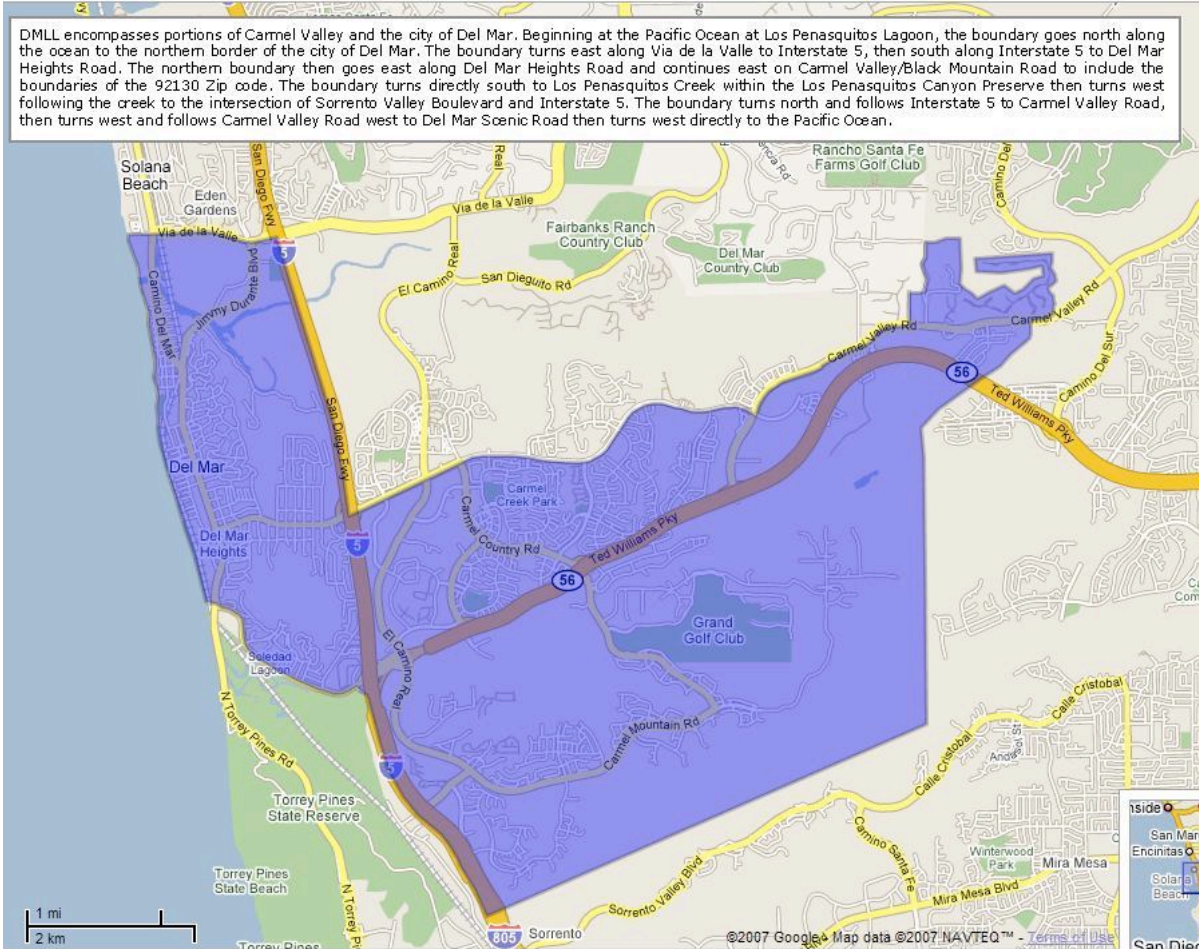 DMLL encompasses portions of Carmel Valley and the city of Del Mar. Beginning at the Pacific Ocean at Los Penasquitos Lagoon, the boundary goes north along
the ocean to the northern border of the city of Del Mar. The boundary turns east along Via de la Valle to Interstate 5, then south along Interstate 5 to Del Mar
Heights Road. The northern boundary then goes east along Del Mar Heights Road and continues east on Carmel Valley/Black Mountain Road to include the
boundaries of the 92130 Zip code. The boundary turns directly south to Los Penasquitos Creek within the Los Penasquitos Canyon Preserve then turns west
following the creek to the intersection of Sorrento Valley Boulevard and Interstate 5. The boundary turns north and follows Interstate 5 to Carmel Valley Road,
then turns west and follows Carmel Valley Road west to Del Mar Scenic Road then turns west directly to the Pacific Ocean.
Solana
Beach
San Diego Fwy
Real
Rancho Santa Fe
Farms Golf Club
Camino Del
Eden
Gardens
Via de la Valle
Via de la Valle
Fairbanks Ranch
Country Club
Del Mar
Country Club
5
El Camino Real
San Dieguito Rd
Camino Del Mar
Jimmy Durante Blvd
Carmel Valley Rd
Carmel Valley Rd
56
Ted Williams Pky
Camino Del Sur
San Diego Fwy
Del Mar
Carmel
Creek Park
Carmel Country Rd
Del Mar
Heights
5
Ted Williams Pky
56
Grand
Golf Club
El Camino Real
Soledad
Lagoon
N Torrey Pines Rd
Carmel Mountain Rd
Calle Cristobal
Calle Cristobal
Andasol St
5
Torrey Pines
State Reserve
Torrey Pines
State Beach
N Torrey Pi
Camino Santa Fe
Winterwood
Park
Mira Mesa
Mira Mesa Blvd
Sorrento Valley Blvd
805
Sorrento
nside
San Mar
Encinitas
Solana
Beach
San Die
1 mi
2 km
Torrey Pines
©2007 Google - Map data ©2007 NAVTEQ™ - Terms of Use